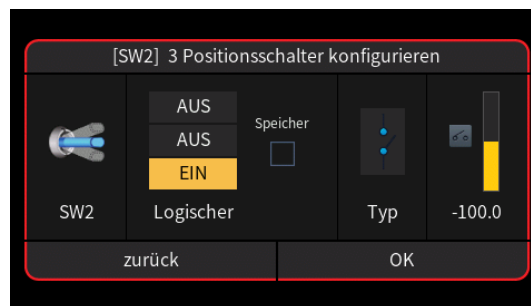 [SW2] 3 Positionsschalter konfigurieren
AUS
AUS
EIN
Speicher
SW2
Logischer
Typ
-100.0
zurück
OK